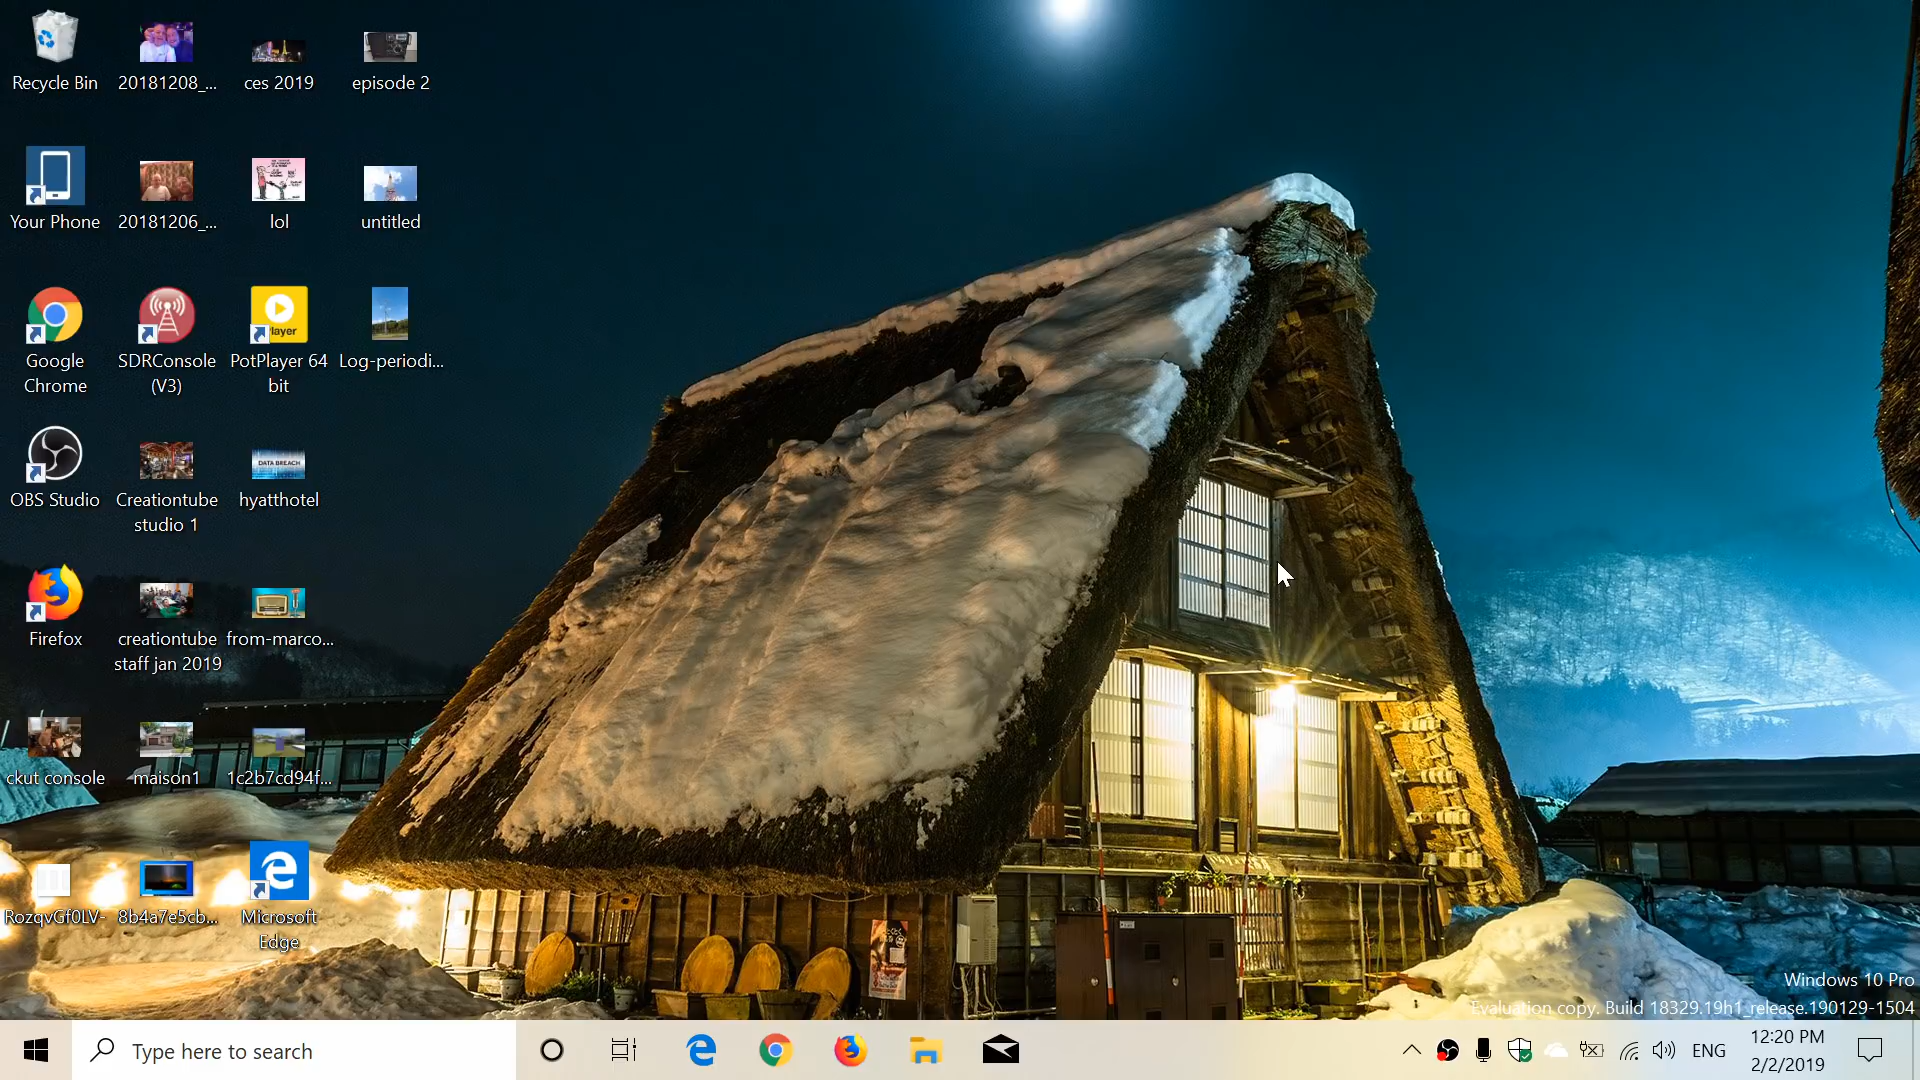 Recycle Bin
20181208_...
ces 2019
episode 2
Your Phone
20181206_...
lol
untitled
Google
Chrome
SDRConsole
(V3)
PotPlayer 64
bit
Log-periodi...
Player
OBS Studio
Creationtube
studio 1
DATA BREACH
hyatthotel
Firefox
creationtube
staff jan 2019
from-marco...
ckut console
maison1
1c2b7cd94f...
RozqvGf0LV-
8b4a7e5cb...
Microsoft
Edge
Windows 10 Pro
Evaluation copy. Build 18329.19h1_release.190129-1504
Type here to search
ENG
12:20 PM
2/2/2019